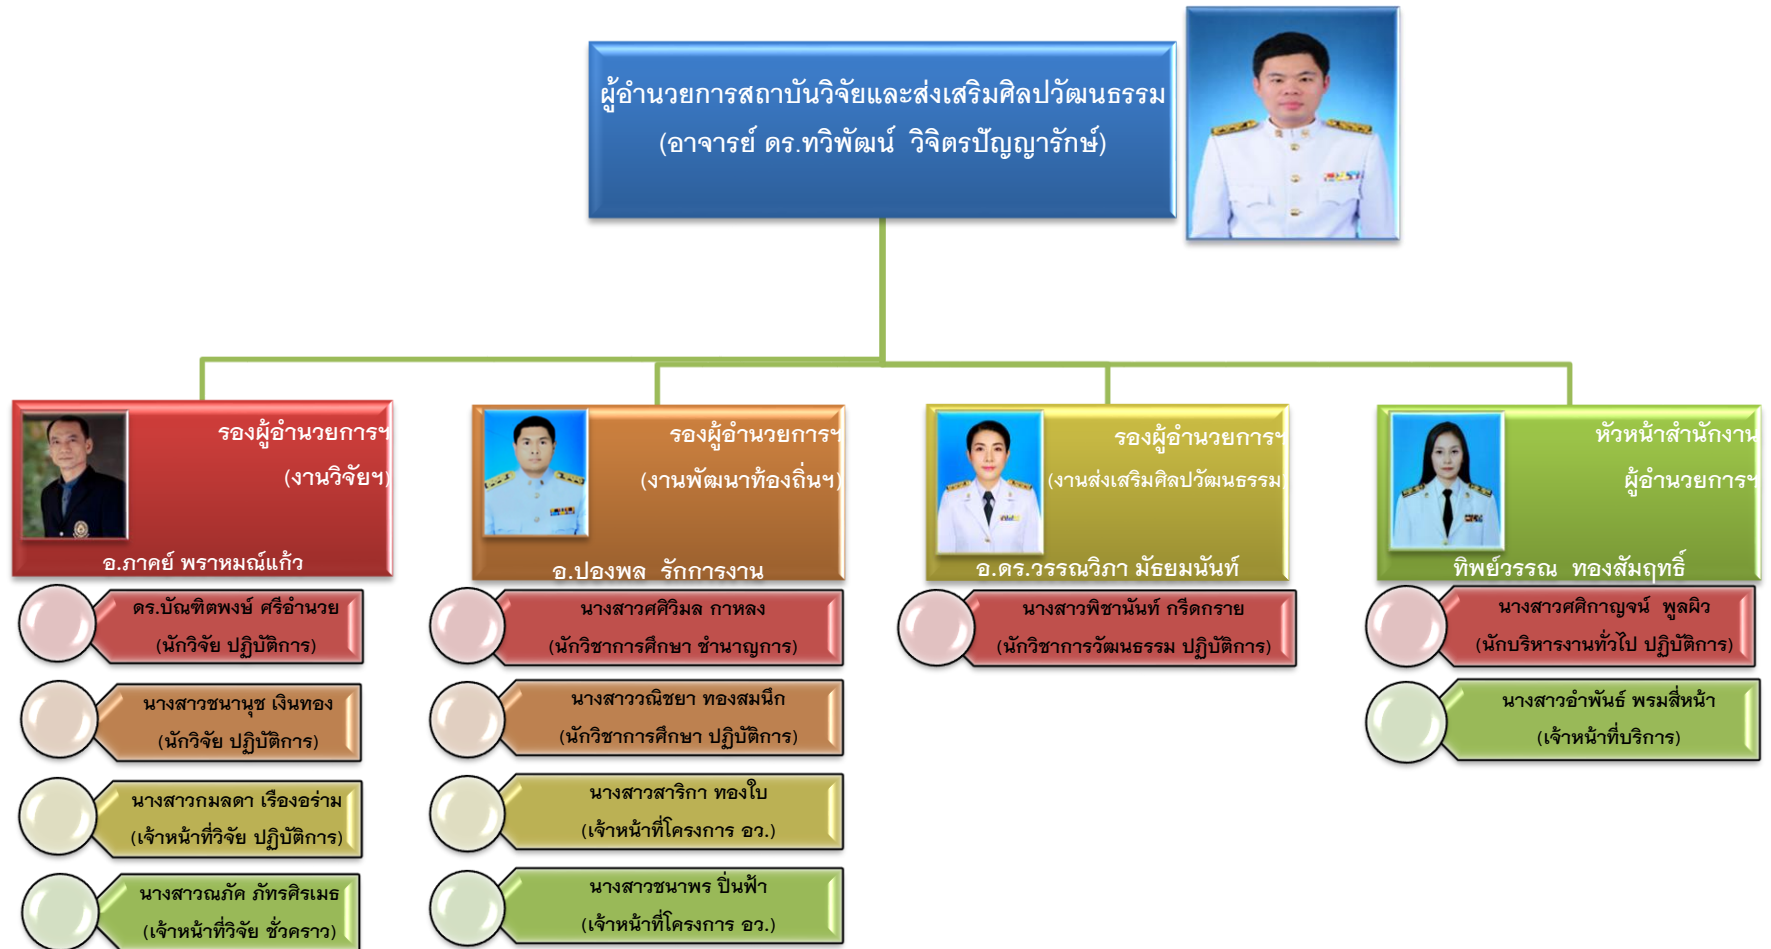 ผู้อำนวยการสถาบันวิจัยและส่งเสริมศิลปวัฒนธรรม
(อาจารย์ ดร.ทวิพัฒน์ วิจิตรปัญญารักษ์)
รองผู้อำนวยการฯ
(งานวิจัยฯ)
อ.ภาคย์ พราหมณ์แก้ว
ดร.บัณฑิตพงษ์ ศรีอำนวย
(นักวิจัย ปฏิบัติการ)
นางสาวชนานุช เงินทอง
(นักวิจัย ปฏิบัติการ)
นางสาวกมลดา เรืองอร่าม
(เจ้าหน้าที่วิจัย ปฏิบัติการ)
นางสาวณภัค ภัทรศิรเมธ
(เจ้าหน้าที่วิจัย ชั่วคราว)
รองผู้อำนวยการฯ
(งานพัฒนาท้องถิ่นฯ)
อ.ปองพล รักการงาน
นางสาวศศิวิมล กาหลง
(นักวิชาการศึกษา ชำนาญการ)
นางสาววณิชยา ทองสมนึก
(นักวิชาการศึกษา ปฏิบัติการ)
นางสาวสาริกา ทองใบ
(เจ้าหน้าที่โครงการ อว.)
นางสาวชนาพร ปิ่นฟ้า
(เจ้าหน้าที่โครงการ อว.)
รองผู้อำนวยการฯ
(งานส่งเสริมศิลปวัฒนธรรม
อ.ดร.วรรณวิภา มัธยมนันท์
นางสาวพิชานันท์ กรีดกราย
(นักวิชาการวัฒนธรรม ปฏิบัติการ)
หัวหน้าสำนักงาน
ผู้อำนวยการฯ
ทิพย์วรรณ ทองสัมฤทธิ์
นางสาวศศิกาญจน์ พูลผิว
(นักบริหารงานทั่วไป ปฏิบัติการ)
นางสาวอำพันธ์ พรมสี่หน้า
(เจ้าหน้าที่บริการ)